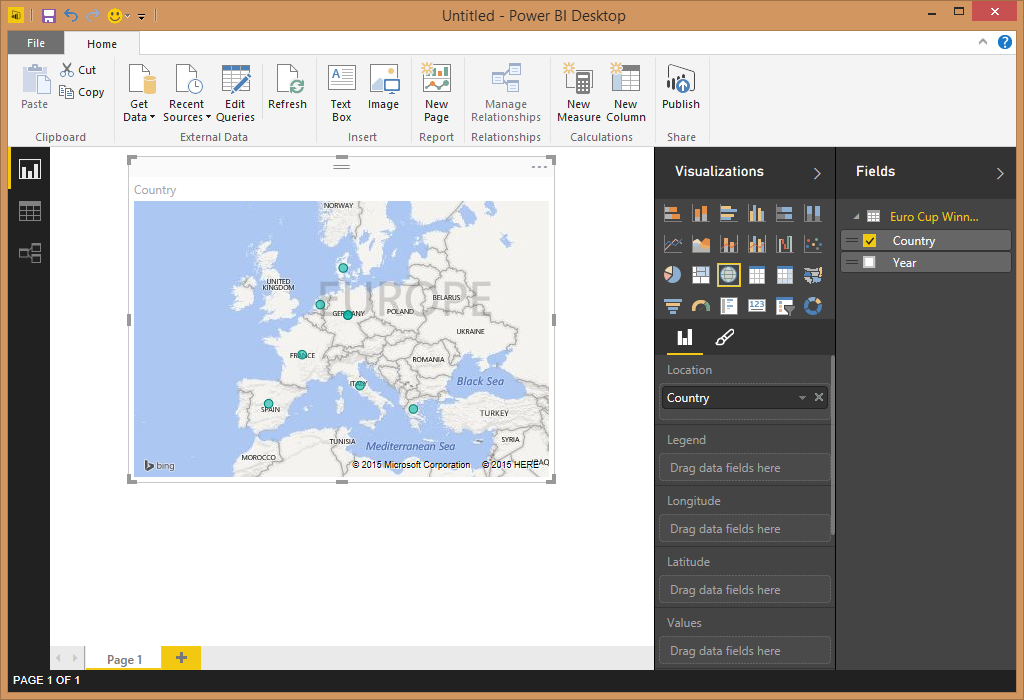 Untitled - Power BI Desktop
File
Home
Paste
Cut
Copy
Get Data
Recent Sources
Edit Queries
Refresh
Text Box
Image
New Page
Manage Relationships
New Measure
New Column
Publish
Clipboard
External Data
Insert
Report
Relationships
Calculations
Share
Country
NORWAY
UNITED KINGDOM
EUROPE
BELARUS
GERMANY
POLAND
UKRAINE
FRANCE
ROMANIA
ITALY
Black Sea
SPAIN
TURKEY
TUNISIA
Mediterranean Sea
SYRIA
MOROCCO
bing
© 2015 Microsoft Corporation
© 2015 HERE
IRAQ
Visualizations
123
Location
Country
Legend
Drag data fields here
Longitude
Drag data fields here
Latitude
Drag data fields here
Values
Drag data fields here
Fields
Euro Cup Winn...
Country
Year
Page 1
PAGE 1 OF 1